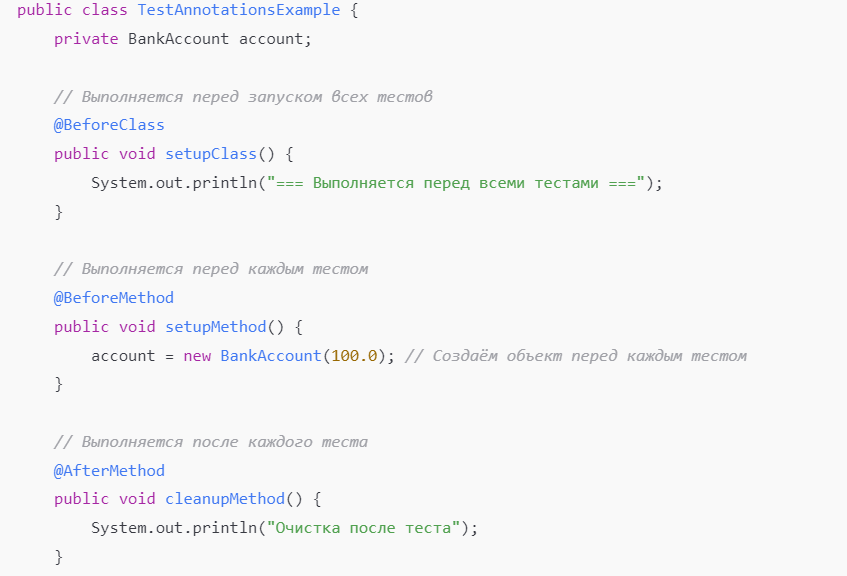 public class TestAnnotationsExample {
    private BankAccount account;
    // Выполняется перед запуском всех тестов
    @BeforeClass
    public void setupClass() {
        System.out.println("=== Выполняется перед всеми тестами ===");
    }
    // Выполняется перед каждым тестом
    @BeforeMethod
    public void setupMethod() {
        account = new BankAccount(100.0); // Создаём объект перед каждым тестом
    }
    // Выполняется после каждого теста
    @AfterMethod
    public void cleanupMethod() {
        System.out.println("Очистка после теста");
    }